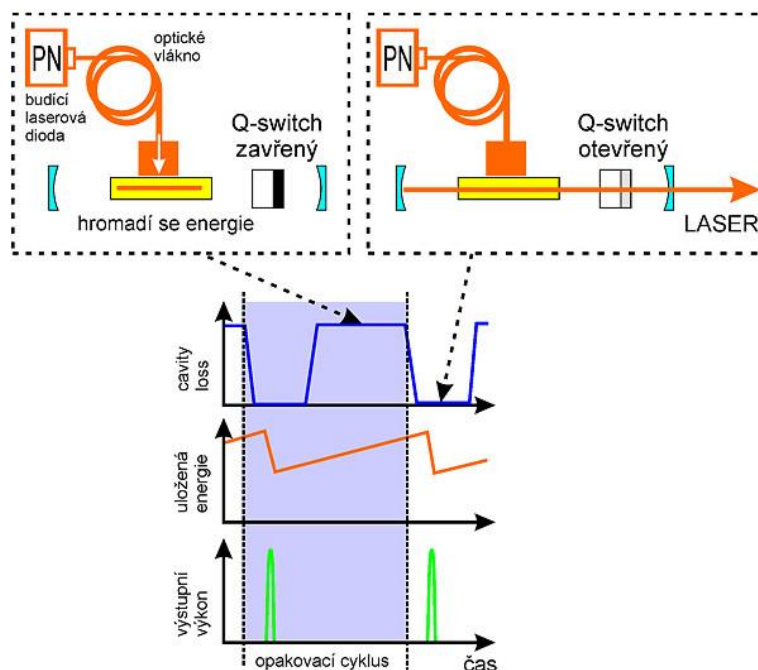 PN
optické
vlákno
budící
laserová
dioda
Q-switch
zavřený
hromadí se energie
PN
Q-switch
otevřený
LASER
cavity
loss
uložená
energie
výstupní
výkon
opakovací cyklus
čas